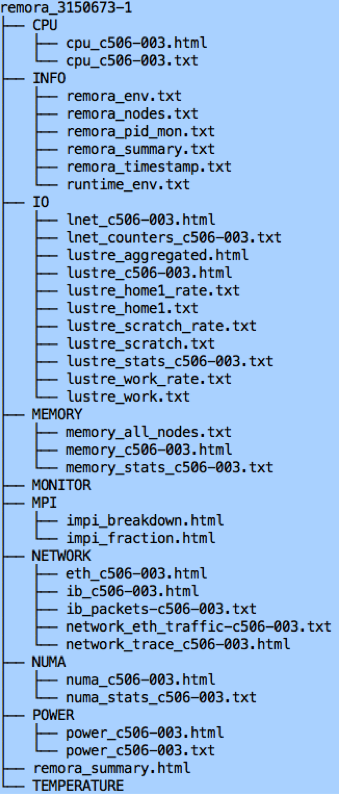 remora_3150673-1
├── CPU
│   ├── cpu_c506-003.html
│   └── cpu_c506-003.txt
├── INFO
│   ├── remora_env.txt
│   ├── remora_nodes.txt
│   ├── remora_pid_mon.txt
│   ├── remora_summary.txt
│   ├── remora_timestamp.txt
│   └── runtime_env.txt
├── IO
│   ├── lnet_c506-003.html
│   ├── lnet_counters_c506-003.txt
│   ├── lustre_aggregated.html
│   ├── lustre_c506-003.html
│   ├── lustre_home1_rate.txt
│   ├── lustre_home1.txt
│   ├── lustre_scratch_rate.txt
│   ├── lustre_scratch.txt
│   ├── lustre_stats_c506-003.txt
│   ├── lustre_work_rate.txt
│   └── lustre_work.txt
├── MEMORY
│   ├── memory_all_nodes.txt
│   ├── memory_c506-003.html
│   └── memory_stats_c506-003.txt
├── MONITOR
├── MPI
│   ├── impi_breakdown.html
│   └── impi_fraction.html
├── NETWORK
│   ├── eth_c506-003.html
│   ├── ib_c506-003.html
│   ├── ib_packets-c506-003.txt
│   ├── network_eth_traffic-c506-003.txt
│   └── network_trace_c506-003.html
├── NUMA
│   ├── numa_c506-003.html
│   └── numa_stats_c506-003.txt
├── POWER
│   ├── power_c506-003.html
│   └── power_c506-003.txt
├── remora_summary.html
└── TEMPERATURE